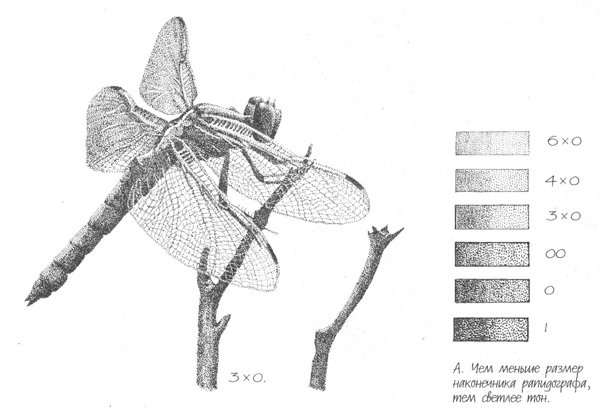 6×0
4×0
3×0
00
0
1
3×0.
А. Чем меньше размер
наконечника рапидографа,
тем светлее тон.